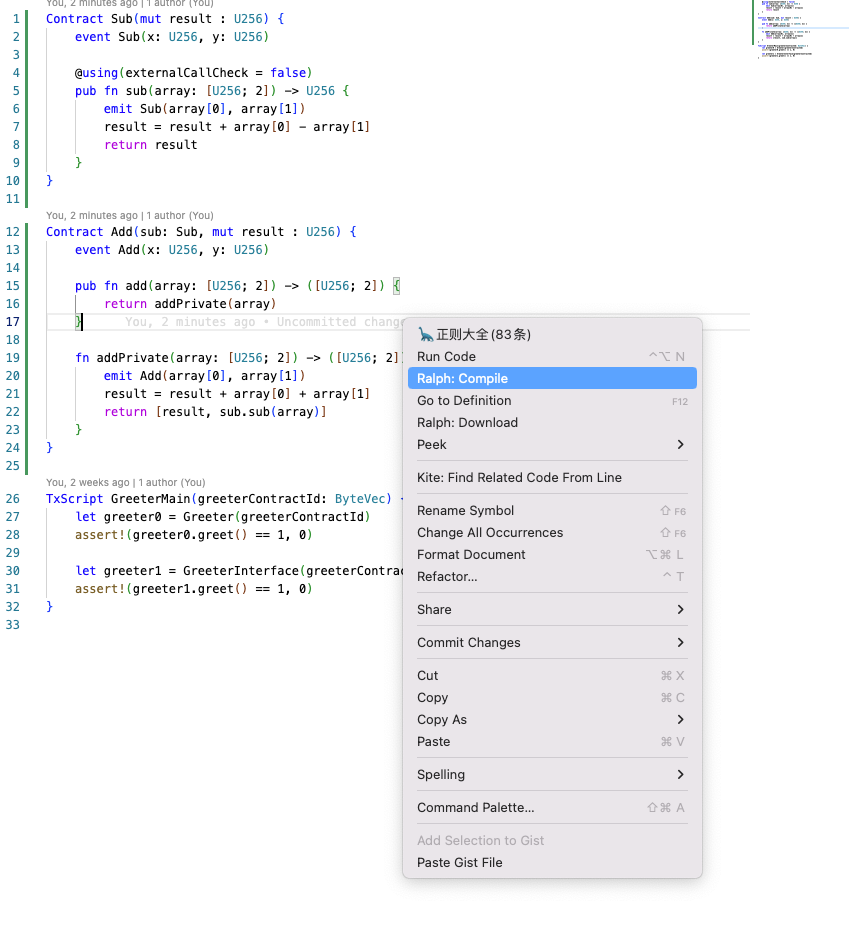 You, 2 minutes ago | 1 author (You)
1 Contract Sub(mut result : U256) {
2 event Sub(x: U256, y: U256)
3
4 @using(externalCallCheck = false)
5 pub fn sub(array: [U256; 2]) -> U256 {
6 emit Sub(array[0], array[1])
7 result = result + array[0] - array[1]
8 return result
9 }
10 }
11
You, 2 minutes ago | 1 author (You)
12 Contract Add(sub: Sub, mut result : U256) {
13 event Add(x: U256, y: U256)
14
15 pub fn add(array: [U256; 2]) -> ([U256; 2]) {
16 return addPrivate(array)
17 } You, 2 minutes ago • Uncommitted change
18
19 fn addPrivate(array: [U256; 2]) -> ([U256; 2])
20 emit Add(array[0], array[1])
21 result = result + array[0] + array[1]
22 return [result, sub.sub(array)]
23 }
24 }
25
You, 2 weeks ago | 1 author (You)
26 TxScript GreeterMain(greeterContractId: ByteVec) {
27 let greeter0 = Greeter(greeterContractId)
28 assert!(greeter0.greet() == 1, 0)
29
30 let greeter1 = GreeterInterface(greeterContrac
31 assert!(greeter1.greet() == 1, 0)
32 }
33
🦕正则大全(83条)
Run Code ⌃⌥ N
Ralph: Compile
Go to Definition F12
Ralph: Download
Peek
Kite: Find Related Code From Line
Rename Symbol ⇧ F6
Change All Occurrences ⇧ F6
Format Document ⌥⌘ L
Refactor... ⌃ T
Share
Commit Changes
Cut ⌘ X
Copy ⌘ C
Copy As
Paste ⌘ V
Spelling
Command Palette... ⇧⌘ A
Add Selection to Gist
Paste Gist File